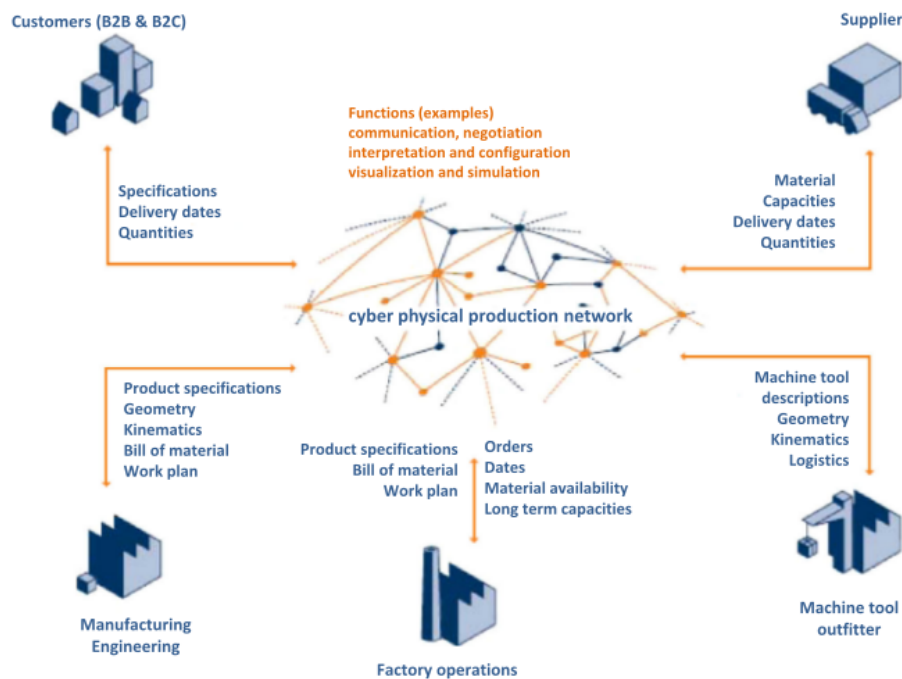 Customers (B2B & B2C)
Supplier
Functions (examples)
communication, negotiation
interpretation and configuration
visualization and simulation
Specifications
Delivery dates
Quantities
Material
Capacities
Delivery dates
Quantities
cyber physical production network
Product specifications
Geometry
Kinematics
Bill of material
Work plan
Product specifications
Bill of material
Work plan
Orders
Dates
Material availability
Long term capacities
Machine tool
descriptions
Geometry
Kinematics
Logistics
Manufacturing
Engineering
Factory operations
Machine tool
outfitter